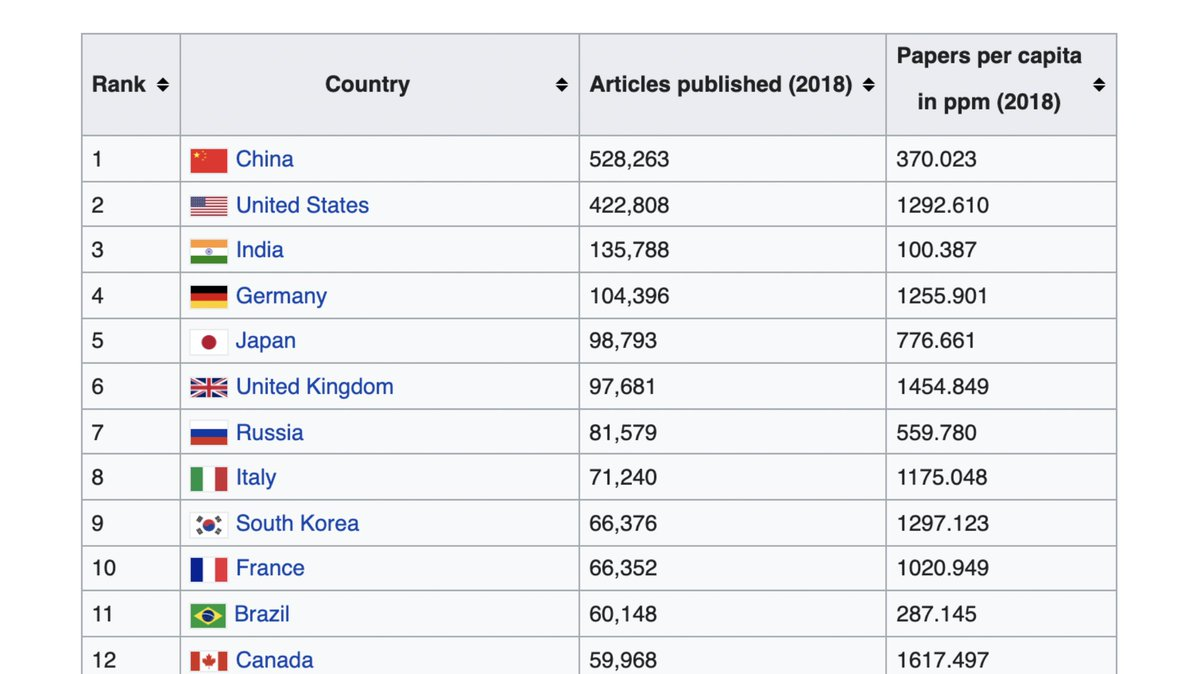 Rank Country Articles published (2018) Papers per capita
in ppm (2018)
1 China 528,263 370.023
2 United States 422,808 1292.610
3 India 135,788 100.387
4 Germany 104,396 1255.901
5 Japan 98,793 776.661
6 United Kingdom 97,681 1454.849
7 Russia 81,579 559.780
8 Italy 71,240 1175.048
9 South Korea 66,376 1297.123
10 France 66,352 1020.949
11 Brazil 60,148 287.145
12 Canada 59,968 1617.497